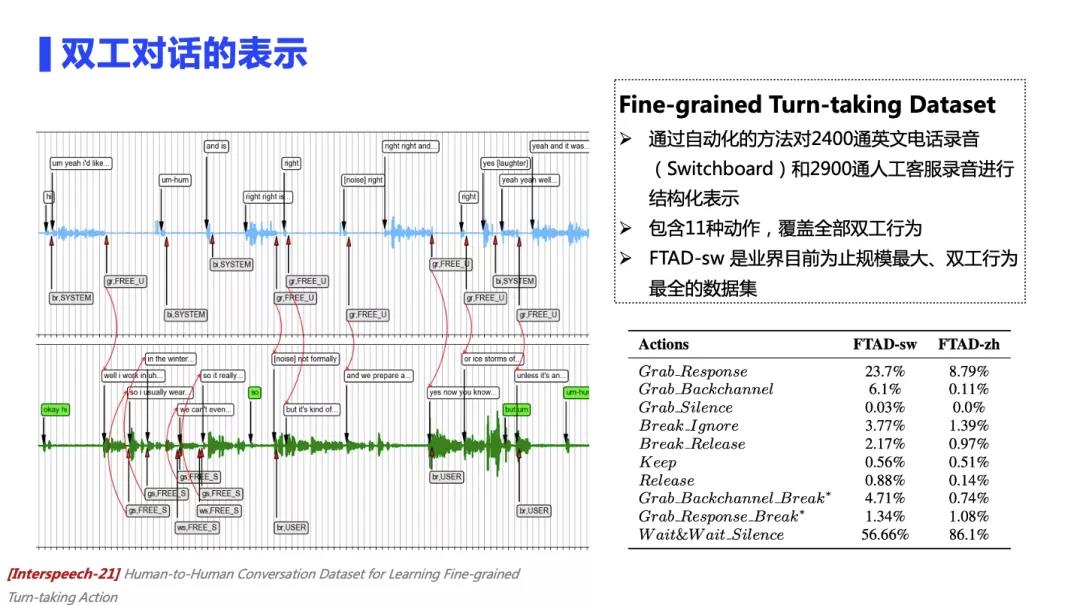 双工对话的表示
Fine-grained Turn-taking Dataset
➢ 通过自动化的方法对2400通英文电话录音
（Switchboard）和2900通人工客服录音进行
结构化表示
➢ 包含11种动作，覆盖全部双工行为
➢ FTAD-sw 是业界目前为止规模最大、双工行为
最全的数据集
and is
right right and...
yeah and it was...
um yeah i'd like...
right
yes [laughter]
um-hum
[noise] right
yeah yeah well...
hi
right right is...
right
bi,SYSTEM
gr,FREE_U
bi,SYSTEM
gr,FREE_U
br,SYSTEM
gr,FREE_U
gr,FREE_U
bi,SYSTEM
gr,FREE_U
gr,FREE_U
gr,FREE_U
in the winter...
[noise] not formally
or ice storms of...
well i work in uh...
so it really...
and we prepare a...
unless it's an...
so i usually wear...
so
yes now you know...
um-hu
okay hi
we can't even...
but it's kind of...
but um
gs,FREE_S
br,USER
gs,FREE_S
gs,FREE_S
gs,FREE_S
ws,FREE_S
br,USER
ws,FREE_S
br,USER
Actions FTAD-sw FTAD-zh
Grab_Response 23.7% 8.79%
Grab_Backchannel 6.1% 0.11%
Grab_Silence 0.03% 0.0%
Break_Ignore 3.77% 1.39%
Break_Release 2.17% 0.97%
Keep 0.56% 0.51%
Release 0.88% 0.14%
Grab_Backchannel_Break* 4.71% 0.74%
Grab_Response_Break* 1.34% 1.08%
Wait&Wait_Silence 56.66% 86.1%
[Interspeech-21] Human-to-Human Conversation Dataset for Learning Fine-grained
Turn-taking Action